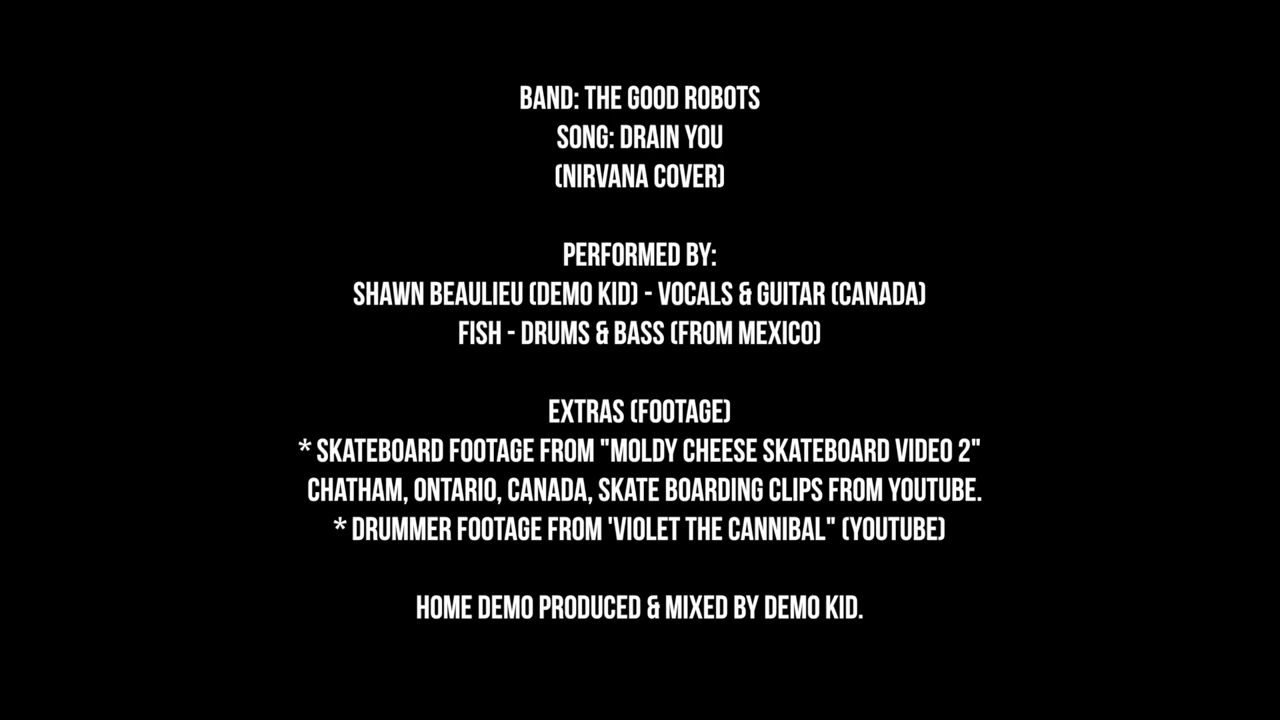 BAND: THE GOOD ROBOTS
SONG: DRAIN YOU
(NIRVANA COVER)
PERFORMED BY:
SHAWN BEAULIEU (DEMO KID) - VOCALS & GUITAR (CANADA)
FISH - DRUMS & BASS (FROM MEXICO)
EXTRAS (FOOTAGE)
* SKATEBOARD FOOTAGE FROM "MOLDY CHEESE SKATEBOARD VIDEO 2"
CHATHAM, ONTARIO, CANADA, SKATE BOARDING CLIPS FROM YOUTUBE.
* DRUMMER FOOTAGE FROM 'VIOLET THE CANNIBAL" (YOUTUBE)
HOME DEMO PRODUCED & MIXED BY DEMO KID.